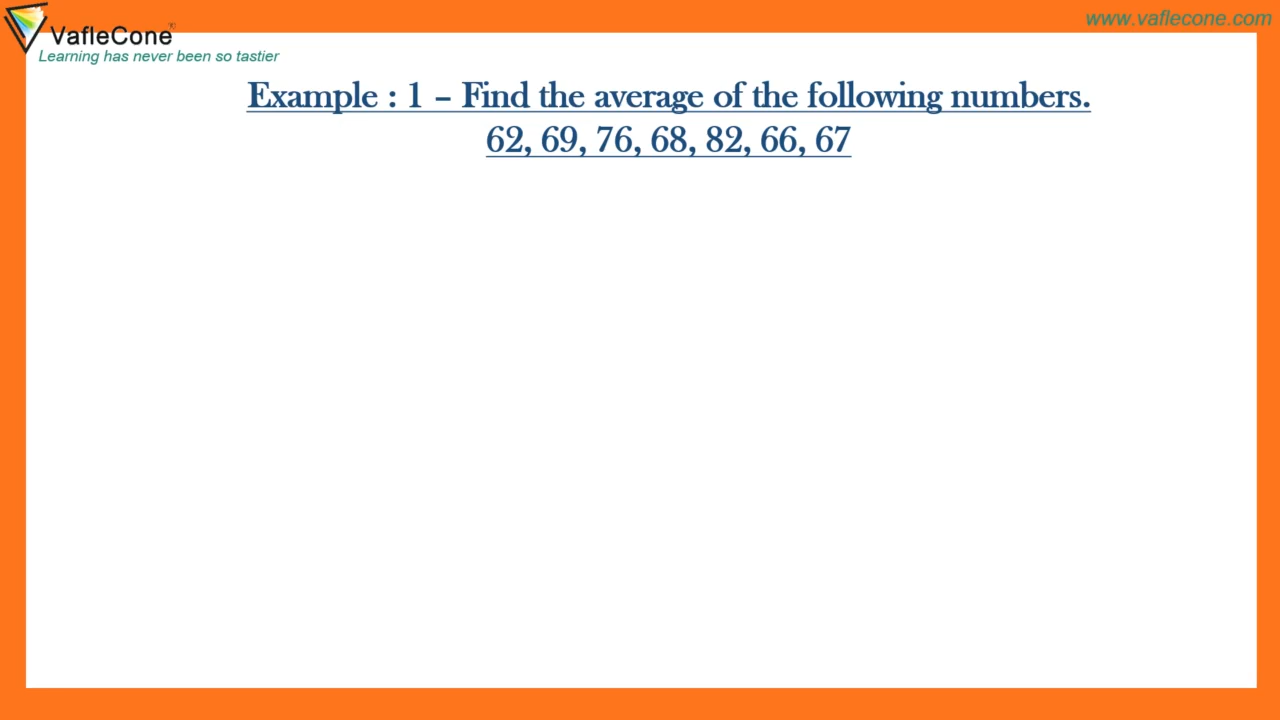 www.vaflecone.com
VafleCone
Learning has never been so tastier
Example : 1 – Find the average of the following numbers.
62, 69, 76, 68, 82, 66, 67